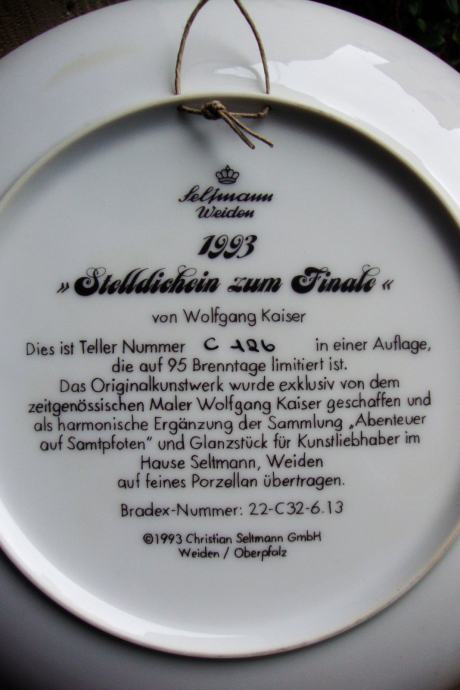 Seltmann
Weiden
1993
»Stelldichein zum Finale«
von Wolfgang Kaiser
Dies ist Teller Nummer C 126 in einer Auflage,
die auf 95 Brenntage limitiert ist.
Das Originalkunstwerk wurde exklusiv von dem
zeitgenössischen Maler Wolfgang Kaiser geschaffen und
als harmonische Ergänzung der Sammlung „Abenteuer
auf Samtpfoten" und Glanzstück für Kunstliebhaber im
Hause Seltmann, Weiden
auf feines Porzellan übertragen.
Bradex-Nummer: 22-C32-6.13
©1993 Christian Seltmann GmbH
Weiden / Oberpfalz